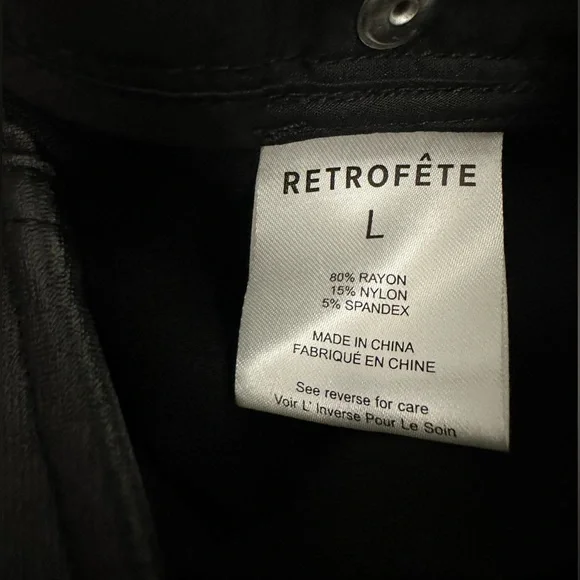 RETROFÊTE
L
80% RAYON
15% NYLON
5% SPANDEX
MADE IN CHINA
FABRIQUÉ EN CHINE
See reverse for care
Voir L' Inverse Pour Le Soin